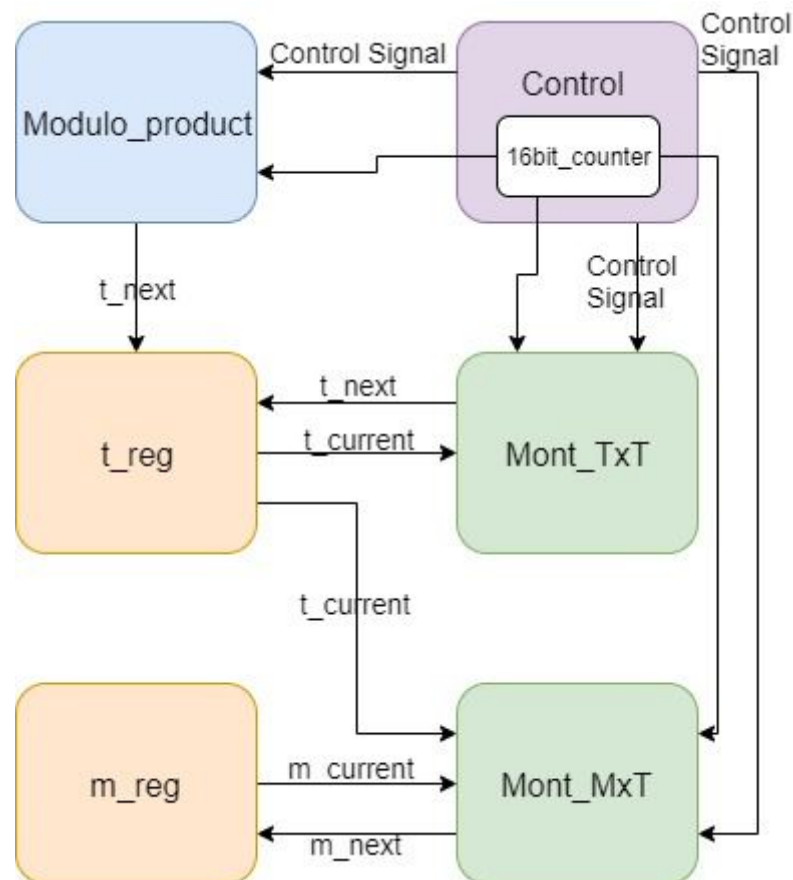 Control
Signal
Control Signal
Control
Modulo_product
16bit_counter
t_next
Control
Signal
t_next
t_reg
t_current
Mont_TxT
t_current
m_current
m_reg
Mont_MxT
m_next